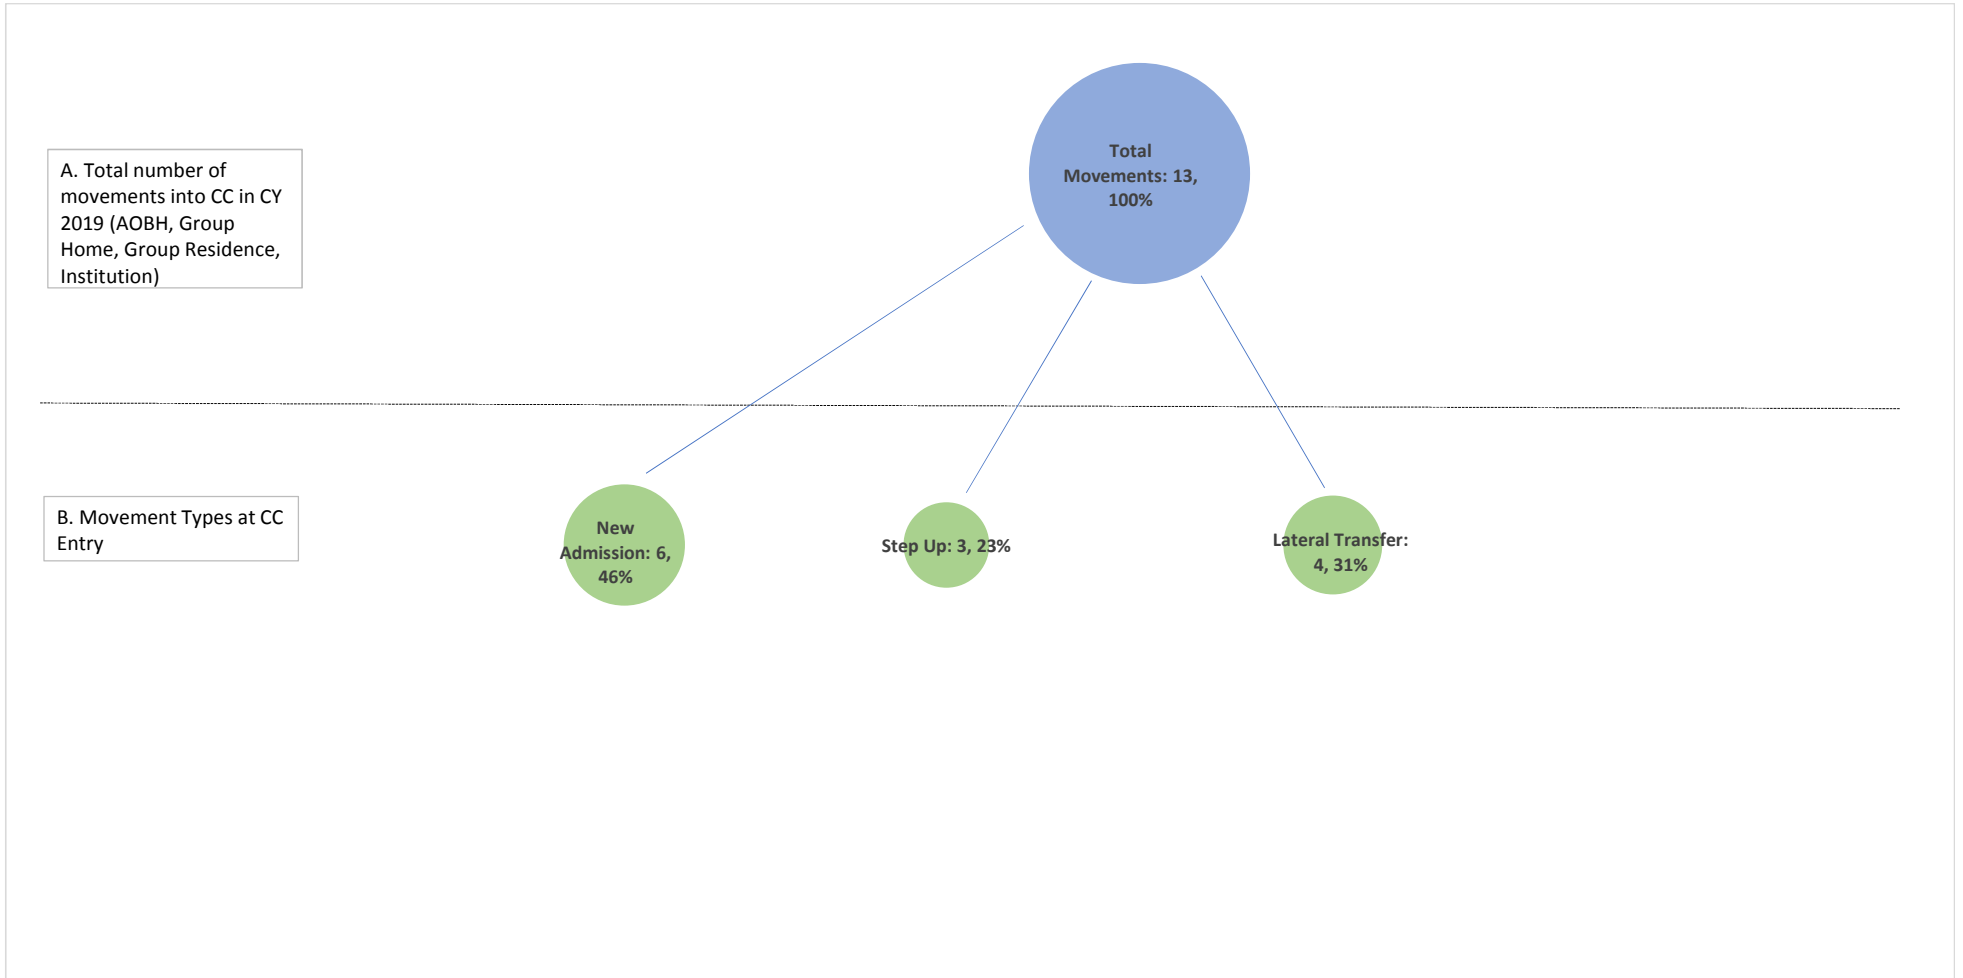 Total
Movements: 13,
100%
A. Total number of
movements into CC in CY
2019 (AOBH, Group
Home, Group Residence,
Institution)
B. Movement Types at CC
Entry
New
Admission: 6,
46%
Step Up: 3, 23%
Lateral Transfer:
4, 31%